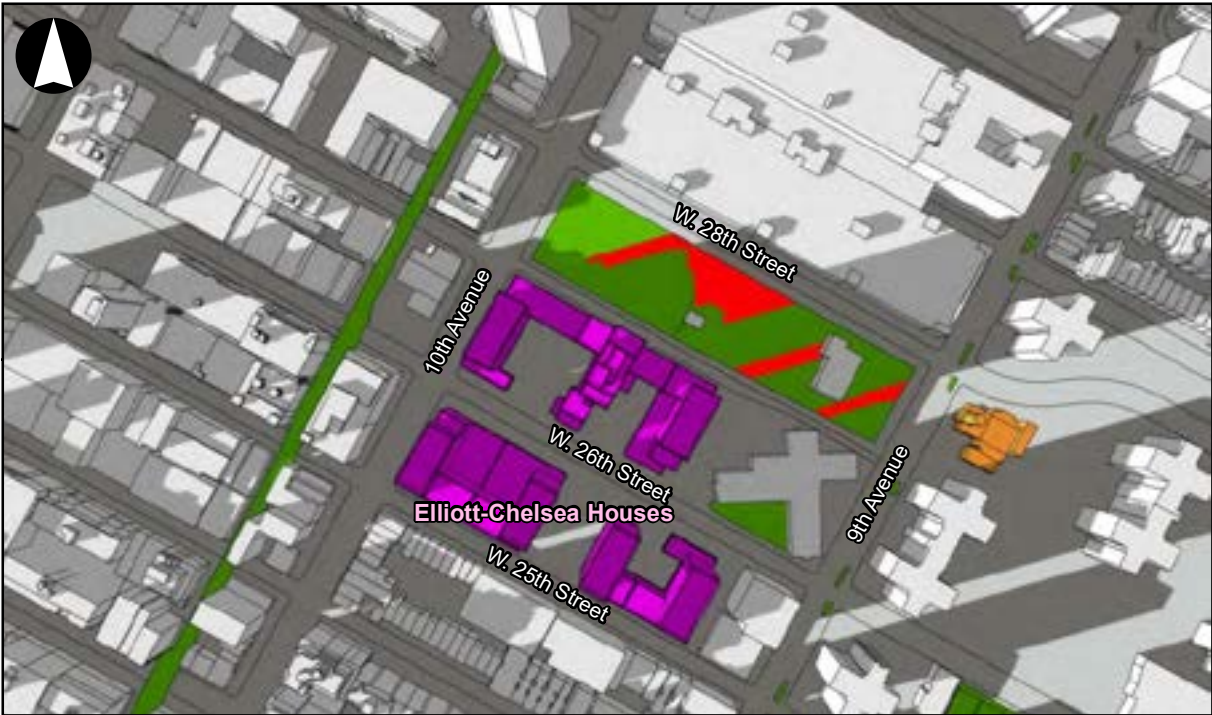 W. 28th Street
10th Avenue
W. 26th Street
9th Avenue
Elliott-Chelsea Houses
W. 25th Street